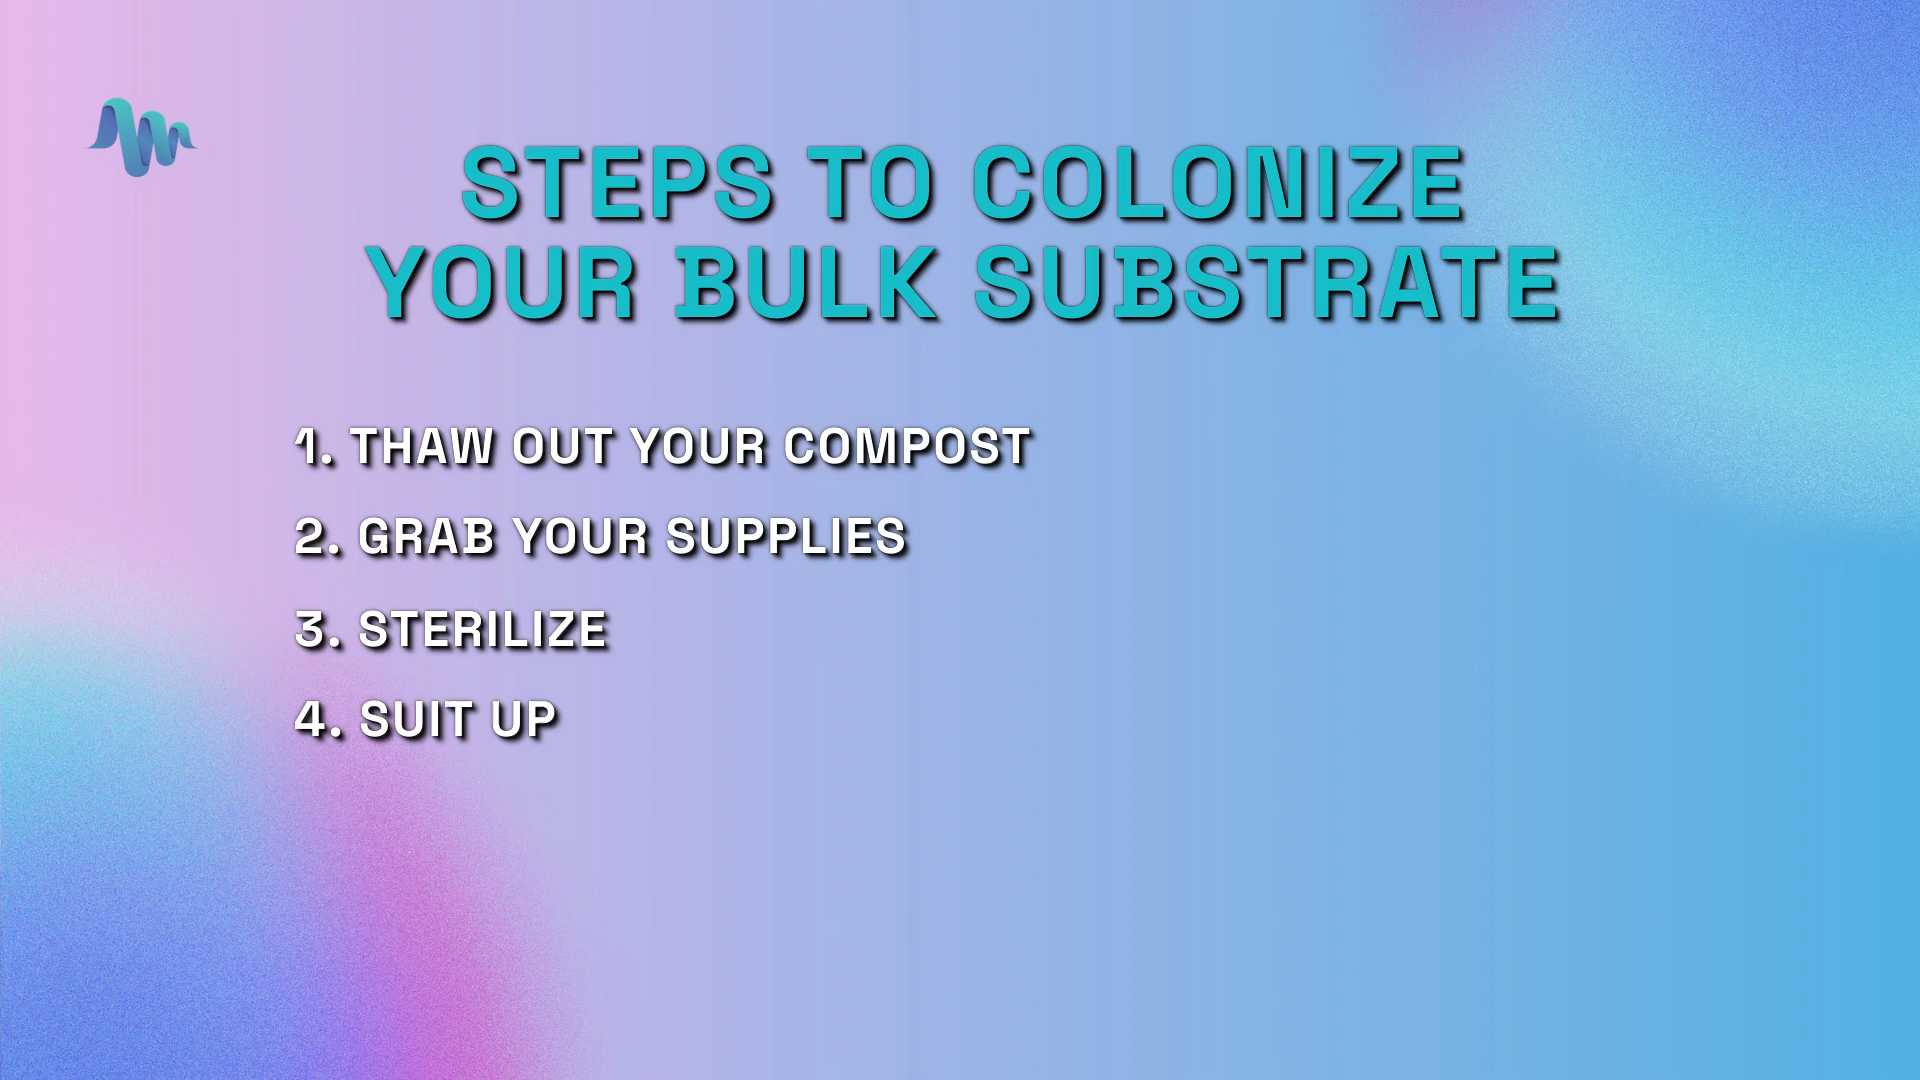 STEPS TO COLONIZE
YOUR BULK SUBSTRATE
1. THAW OUT YOUR COMPOST
2. GRAB YOUR SUPPLIES
3. STERILIZE
4. SUIT UP